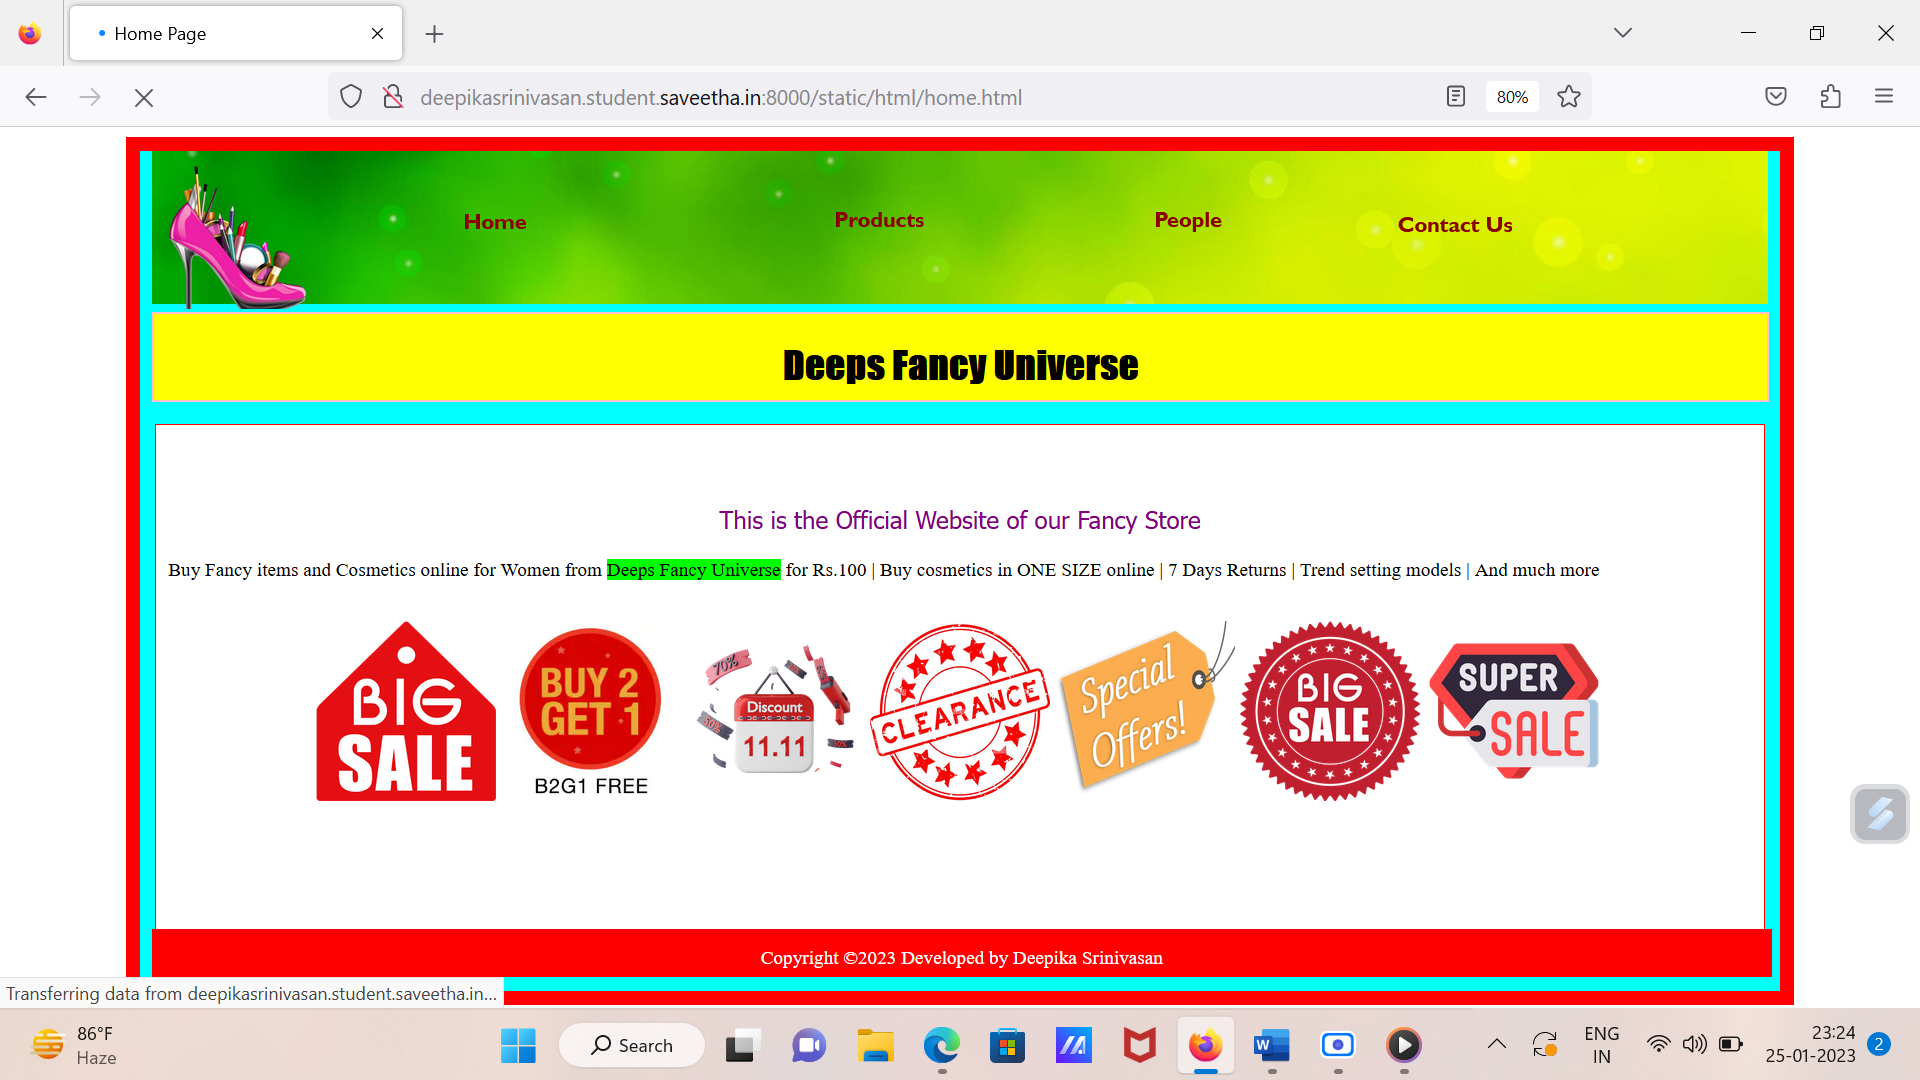 Home Page
deepikasrinivasan.student.saveetha.in:8000/static/html/home.html
80%
Home
Products
People
Contact Us
Deeps Fancy Universe
This is the Official Website of our Fancy Store
Buy Fancy items and Cosmetics online for Women from Deeps Fancy Universe for Rs.100 | Buy cosmetics in ONE SIZE online | 7 Days Returns | Trend setting models | And much more
BIG
SALE
BUY 2
GET 1
B2G1 FREE
70%
50%
Discount
11.11
CLEARANCE
Special
Offers!
BIG
SALE
SUPER
SALE
Copyright ©2023 Developed by Deepika Srinivasan
Transferring data from deepikasrinivasan.student.saveetha.in...
86°F
Haze
Search
W
ENG
IN
23:24
25-01-2023
2